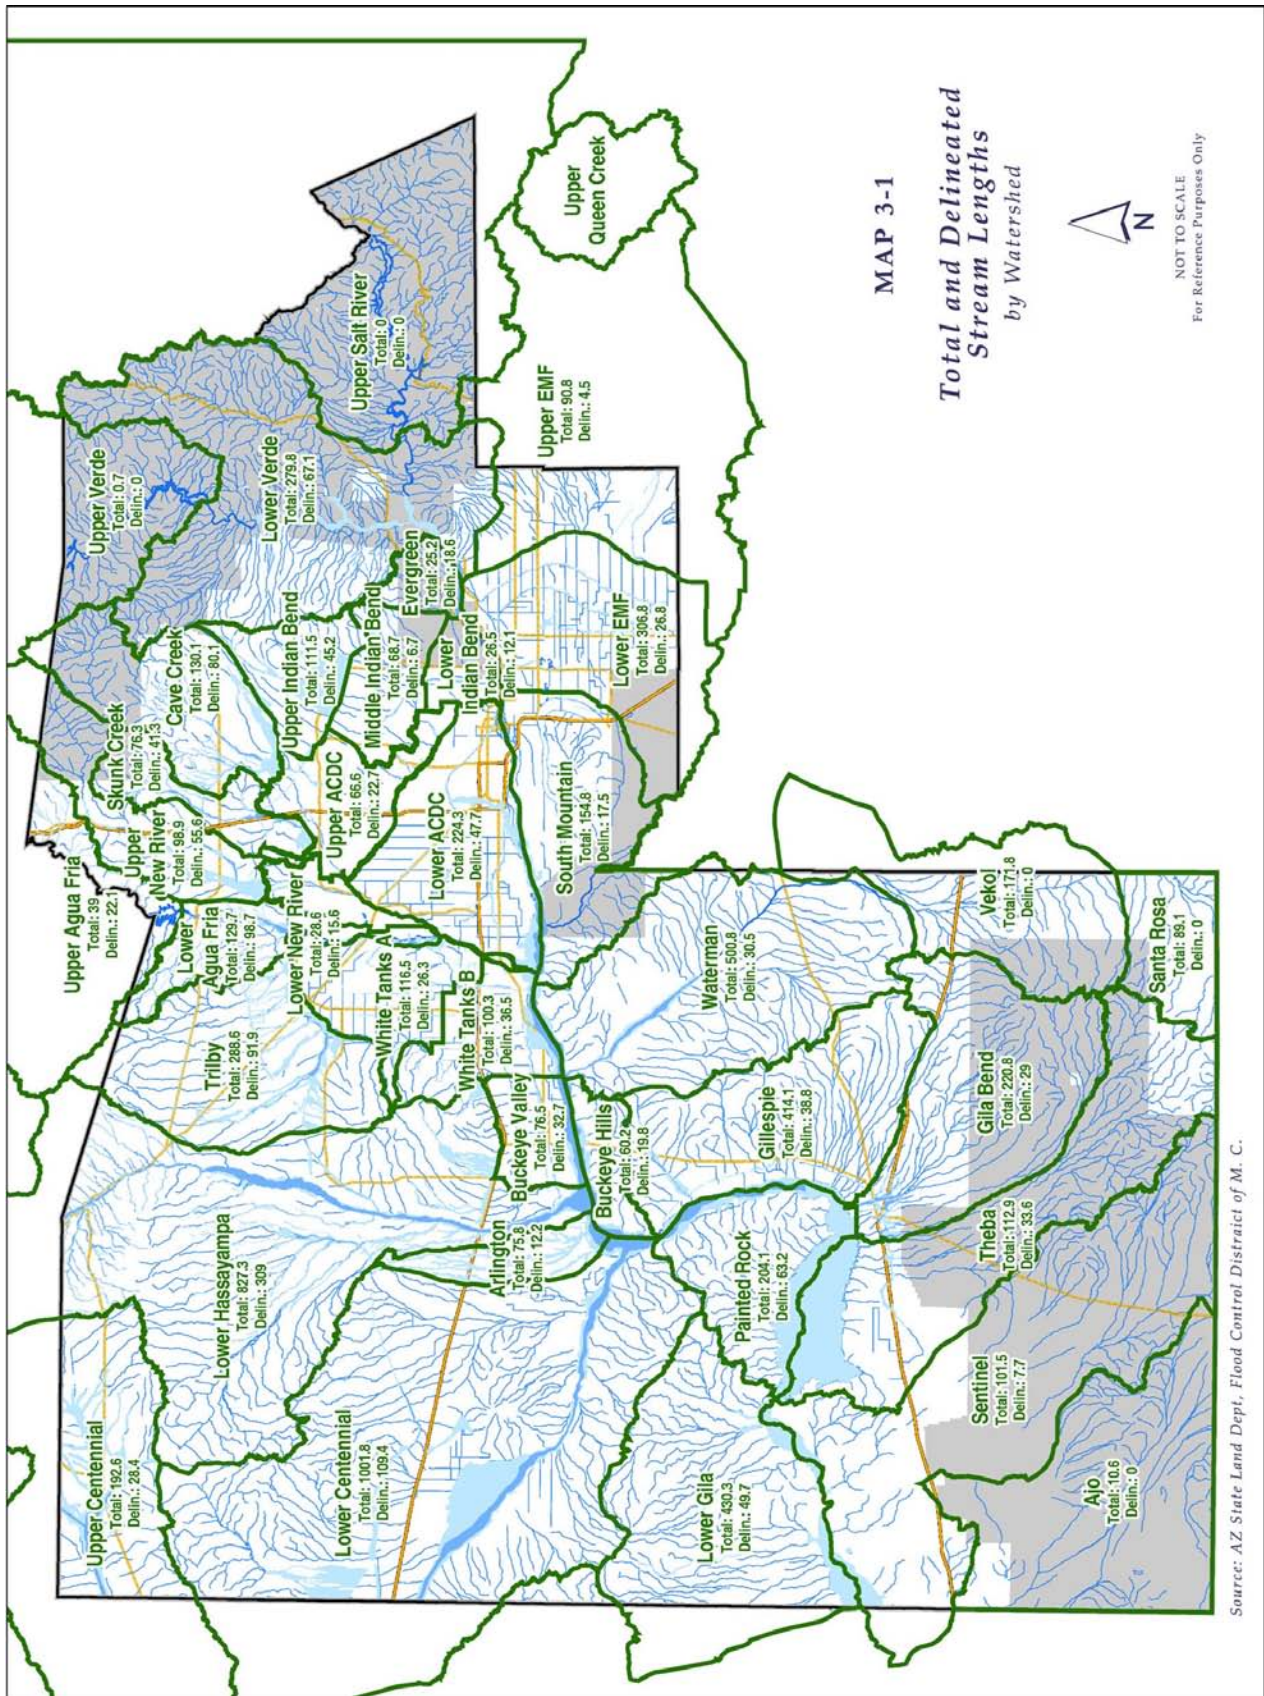 Upper Centennial
Total: 192.6
Delin.: 28.4
Lower Hassayampa
Total: 827.3
Delin.: 309
Lower Centennial
Total: 1001.8
Delin.: 109.4
Arlington
Total: 75.8
Delin.: 12.2
Trilby
Total: 288.6
Delin.: 91.9
Upper Agua Fria
Total: 39
Delin.: 22.1
Lower
Agua Fria
Total: 129.7
Delin.: 98.7
Upper
New River
Total: 98.9
Delin.: 55.6
Skunk Creek
Total: 76.3
Delin.: 41.3
Cave Creek
Total: 130.1
Delin.: 80.1
Upper Verde
Total: 0.7
Delin.: 0
Lower Verde
Total: 279.8
Delin.: 67.1
Upper Salt River
Total: 0
Delin.: 0
Lower New River
Total: 28.6
Delin.: 15.6
White Tanks A
Total: 116.5
Delin.: 26.3
White Tanks B
Total: 100.3
Delin.: 36.5
Buckeye Valley
Total: 76.5
Delin.: 32.7
Upper ACDC
Total: 66.6
Delin.: 22.7
Lower ACDC
Total: 224.3
Delin.: 47.7
Upper Indian Bend
Total: 111.5
Delin.: 45.2
Middle Indian Bend
Total: 68.7
Delin.: 6.7
Evergreen
Total: 25.2
Delin.: 18.6
Lower
Indian Bend
Total: 26.5
Delin.: 12.1
Upper EMF
Total: 90.8
Delin.: 4.5
Upper
Queen Creek
Lower EMF
Total: 306.8
Delin.: 26.8
South Mountain
Total: 154.8
Delin.: 17.5
Buckeye Hills
Total: 60.2
Delin.: 19.8
Waterman
Total: 500.8
Delin.: 30.5
Gillespie
Total: 414.1
Delin.: 38.8
Painted Rock
Total: 204.1
Delin.: 63.2
Lower Gila
Total: 430.3
Delin.: 49.7
Vekol
Total: 171.8
Delin.: 0
Gila Bend
Total: 220.8
Delin.: 29
Theba
Total: 112.9
Delin.: 33.6
Sentinel
Total: 101.5
Delin.: 7.7
Ajo
Total: 10.6
Delin.: 0
Santa Rosa
Total: 89.1
Delin.: 0
MAP 3-1
Total and Delineated
Stream Lengths
by Watershed
N
NOT TO SCALE
For Reference Purposes Only
Source: AZ State Land Dept, Flood Control Distraict of M. C.